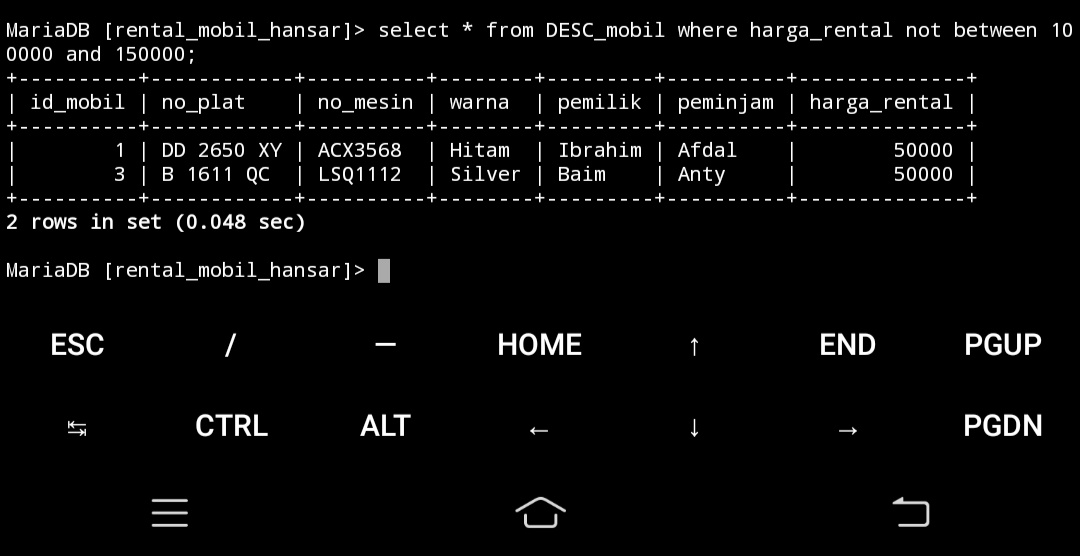 MariaDB [rental_mobil_hansar]> select * from DESC_mobil where harga_rental not between 10
0000 and 150000;
+----------+------------+----------+--------+---------+----------+--------------+
| id_mobil | no_plat    | no_mesin | warna  | pemilik | peminjam | harga_rental |
+----------+------------+----------+--------+---------+----------+--------------+
|        1 | DD 2650 XY | ACX3568  | Hitam  | Ibrahim | Afdal    |        50000 |
|        3 | B 1611 QC  | LSQ1112  | Silver | Baim    | Anty     |        50000 |
+----------+------------+----------+--------+---------+----------+--------------+
2 rows in set (0.048 sec)
MariaDB [rental_mobil_hansar]>
ESC / — HOME ↑ END PGUP
↹ CTRL ALT ← ↓ → PGDN